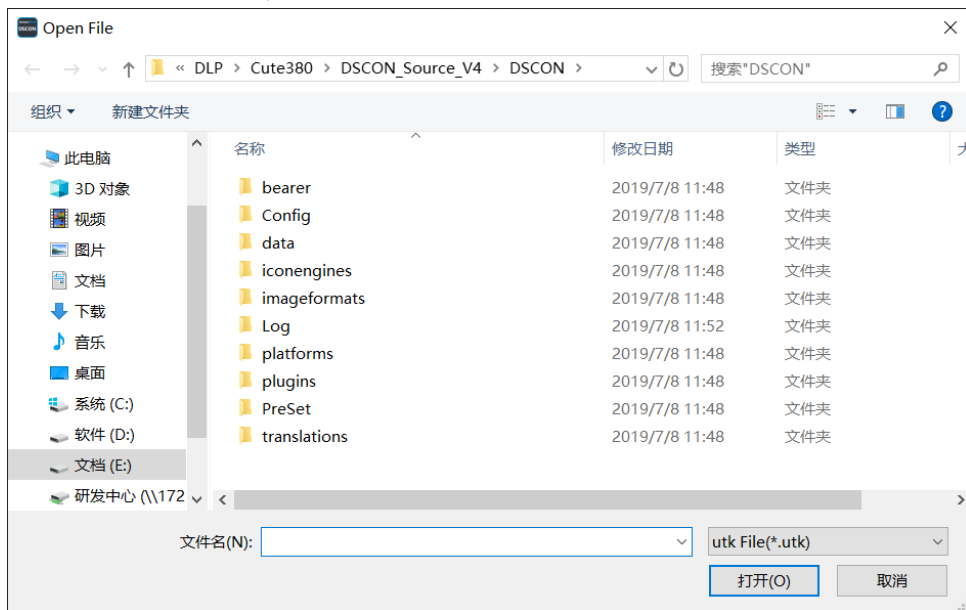 DSCON Open File
« DLP > Cute380 > DSCON_Source_V4 > DSCON >
搜索"DSCON"
组织 新建文件夹
名称 修改日期 类型
此电脑
3D 对象
视频
图片
文档
下载
音乐
桌面
系统 (C:)
软件 (D:)
文档 (E:)
研发中心 (\\172
bearer 2019/7/8 11:48 文件夹
Config 2019/7/8 11:48 文件夹
data 2019/7/8 11:48 文件夹
iconengines 2019/7/8 11:48 文件夹
imageformats 2019/7/8 11:48 文件夹
Log 2019/7/8 11:52 文件夹
platforms 2019/7/8 11:48 文件夹
plugins 2019/7/8 11:48 文件夹
PreSet 2019/7/8 11:48 文件夹
translations 2019/7/8 11:48 文件夹
文件名(N): utk File(*.utk)
打开(O) 取消